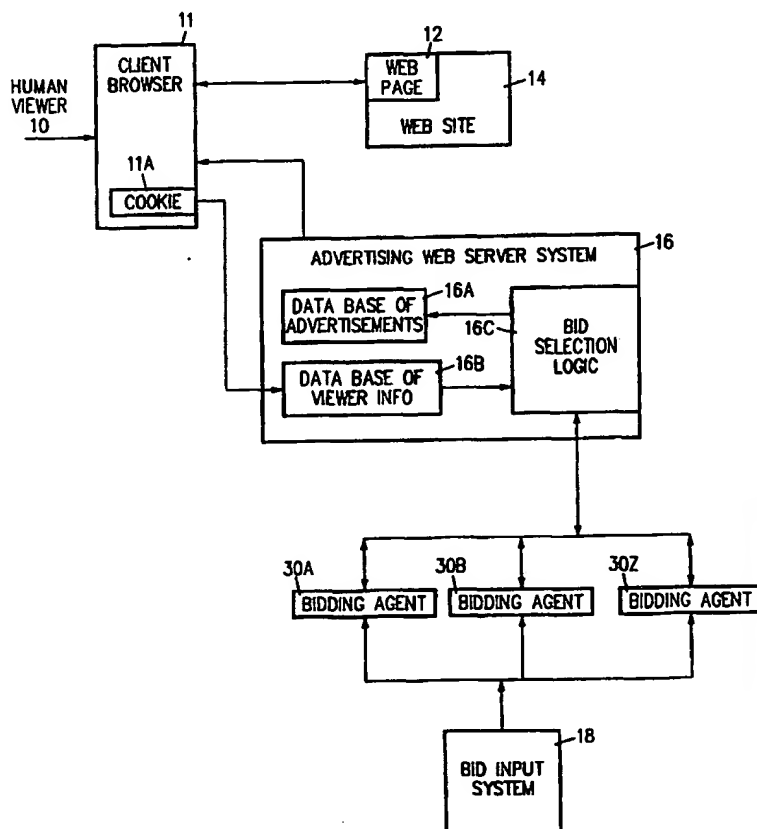 11
CLIENT
BROWSER
12
WEB
PAGE
14
WEB SITE
HUMAN
VIEWER
10
11A
COOKIE
16
ADVERTISING WEB SERVER SYSTEM
16A
DATA BASE OF
ADVERTISEMENTS
16C
BID
SELECTION
LOGIC
16B
DATA BASE OF
VIEWER INFO
30A
BIDDING AGENT
30B
BIDDING AGENT
30Z
BIDDING AGENT
18
BID INPUT
SYSTEM